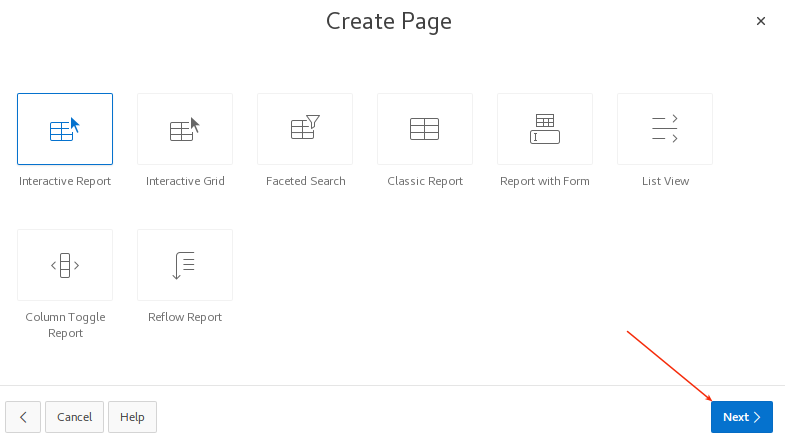 Create Page
Interactive Report
Interactive Grid
Faceted Search
Classic Report
Report with Form
List View
Column Toggle
Report
Reflow Report
Cancel
Help
Next